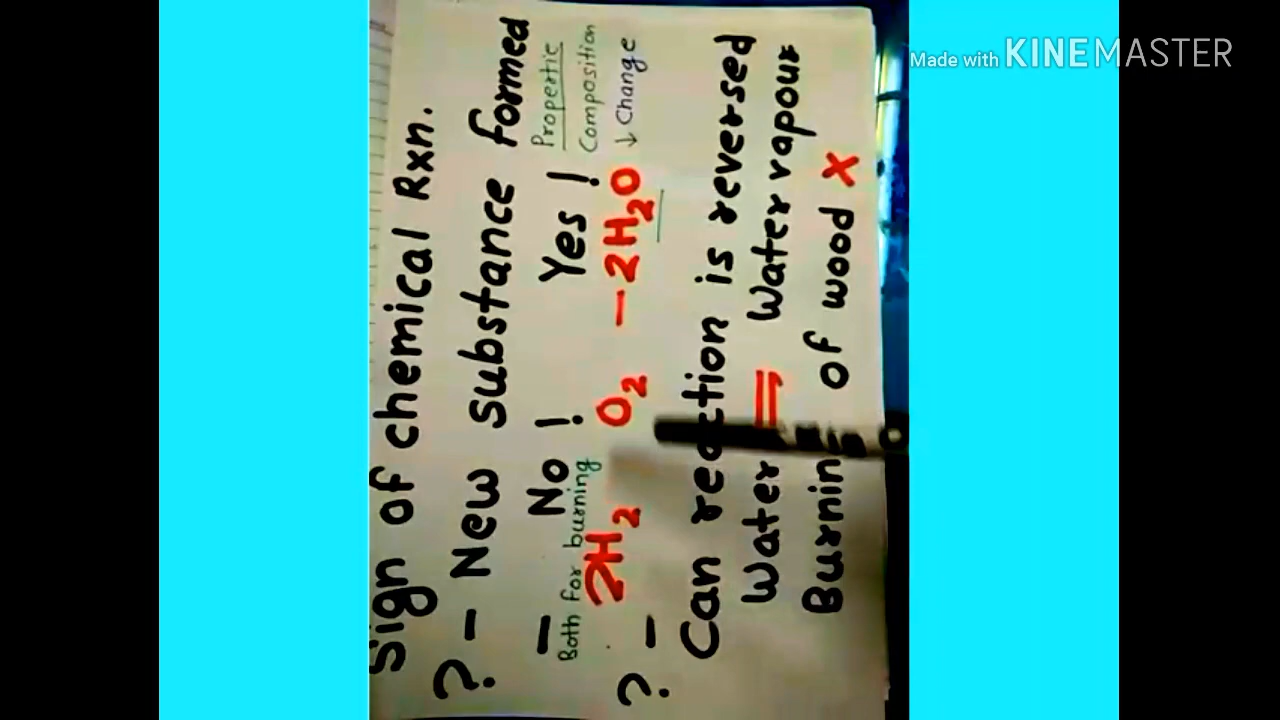 Sign of chemical Rxn.
? - New substance formed
- No ! Yes ! Propertic
Both for burning Composition
2H2 O2 - 2H2O ↓ Change
? -
Can reaction is reversed
Water = Water vapour
Burning of wood X
Made with KINEMASTER